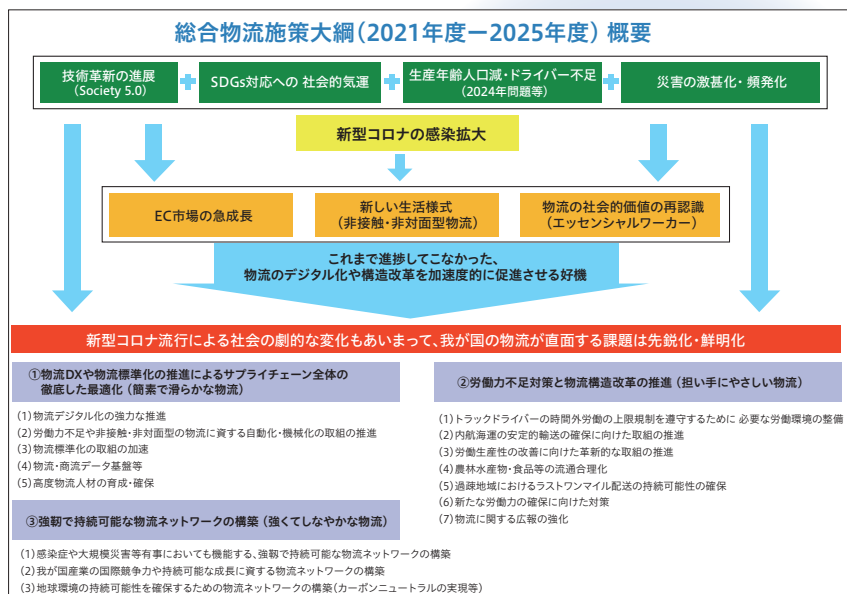 総合物流施策大綱(2021年度ー2025年度) 概要
技術革新の進展
(Society 5.0)
SDGs対応への 社会的気運
生産年齢人口減・ドライバー不足
(2024年問題等)
災害の激甚化・頻発化
新型コロナの感染拡大
EC市場の急成長
新しい生活様式
(非接触・非対面型物流)
物流の社会的価値の再認識
(エッセンシャルワーカー)
これまで進捗してこなかった、
物流のデジタル化や構造改革を加速度的に促進させる好機
新型コロナ流行による社会の劇的な変化もあいまって、我が国の物流が直面する課題は先鋭化・鮮明化
①物流DXや物流標準化の推進によるサプライチェーン全体の
徹底した最適化(簡素で滑らかな物流)
(1)物流デジタル化の強力な推進
(2)労働力不足や非接触・非対面型の物流に資する自動化・機械化の取組の推進
(3)物流標準化の取組の加速
(4)物流・商流データ基盤等
(5)高度物流人材の育成・確保
②労働力不足対策と物流構造改革の推進(担い手にやさしい物流)
(1)トラックドライバーの時間外労働の上限規制を遵守するために 必要な労働環境の整備
(2)内航海運の安定的輸送の確保に向けた取組の推進
(3)労働生産性の改善に向けた革新的な取組の推進
(4)農林水産物・食品等の流通合理化
(5)過疎地域におけるラストワンマイル配送の持続可能性の確保
(6)新たな労働力の確保に向けた対策
(7)物流に関する広報の強化
③強靭で持続可能な物流ネットワークの構築(強くてしなやかな物流)
(1)感染症や大規模災害等有事においても機能する、強靭で持続可能な物流ネットワークの構築
(2)我が国産業の国際競争力や持続可能な成長に資する物流ネットワークの構築
(3)地球環境の持続可能性を確保するための物流ネットワークの構築(カーボンニュートラルの実現等)